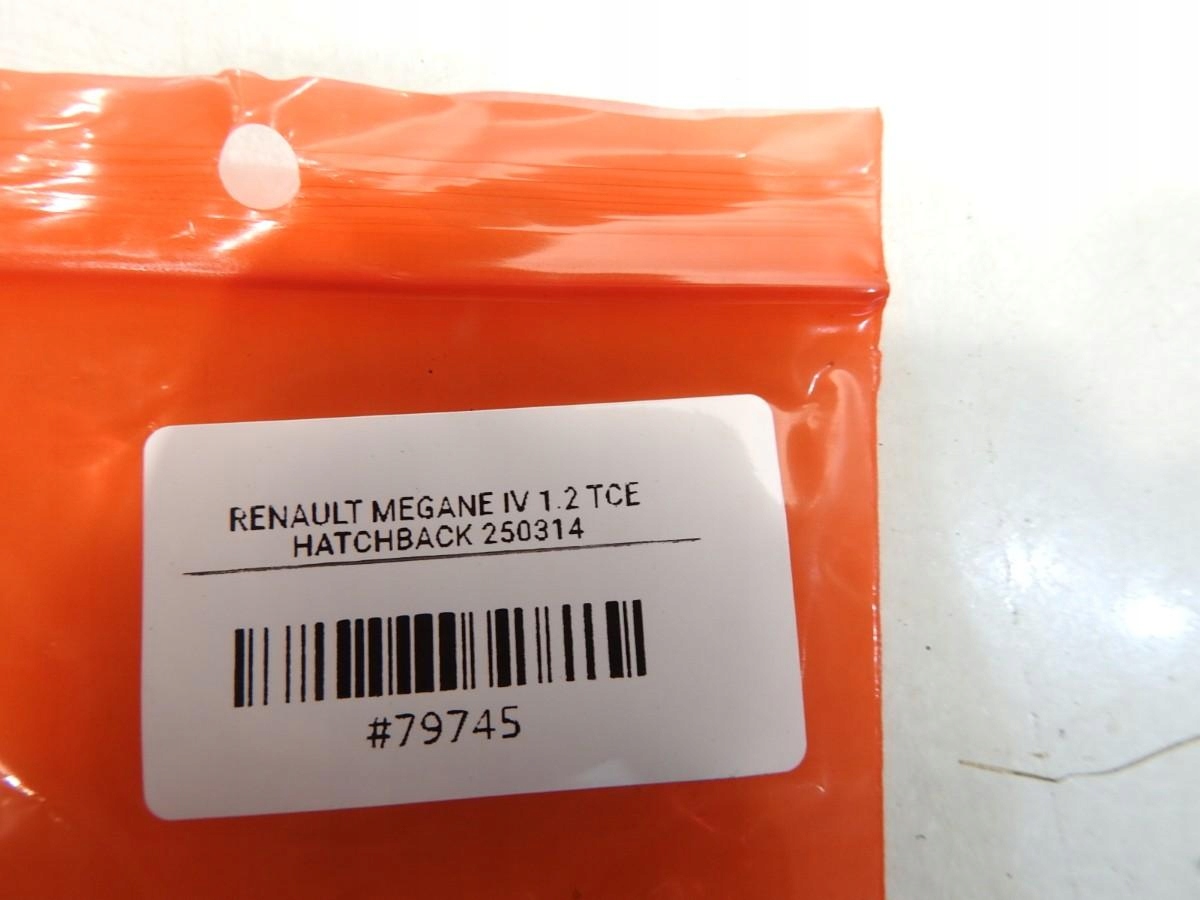 RENAULT MEGANE IV 1.2 TCE
HATCHBACK 250314
#79745